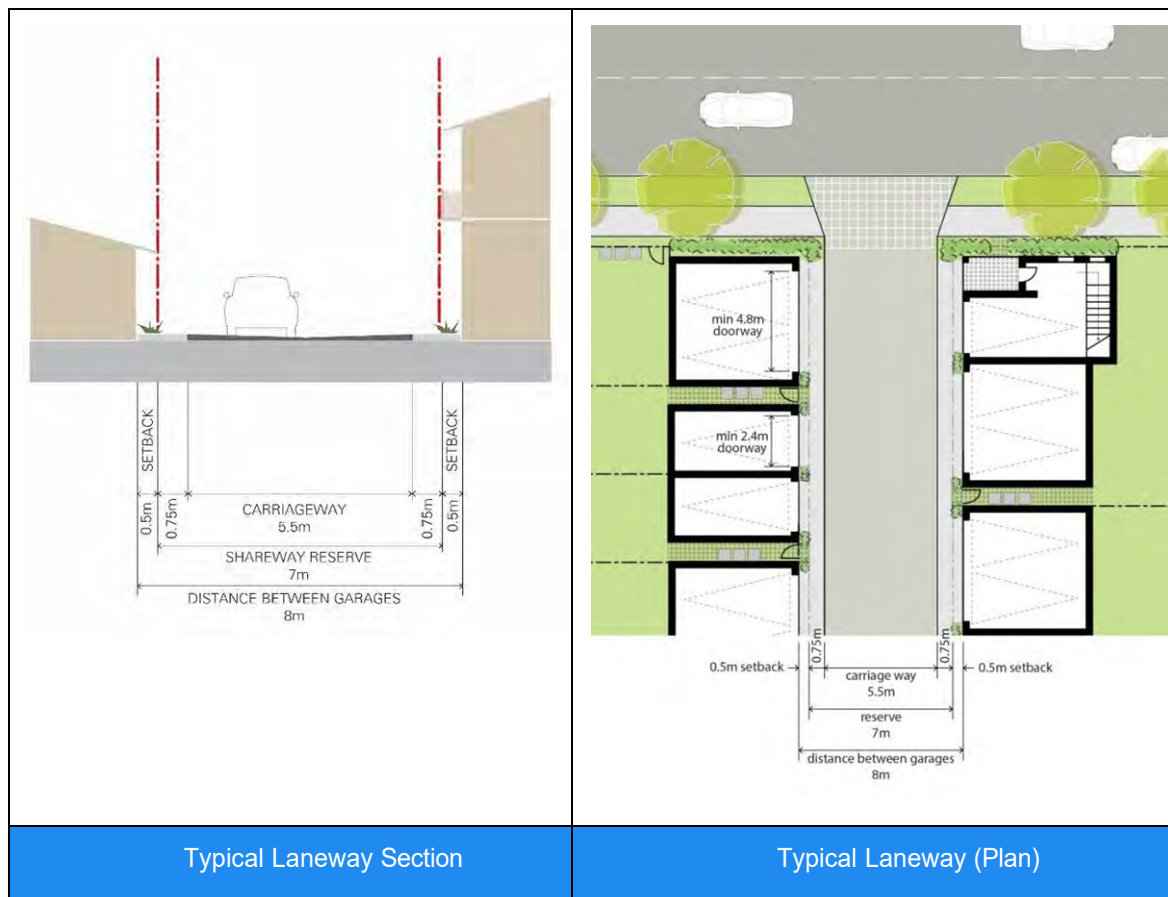 SETBACK
SETBACK
0.5m
0.75m
CARRIAGEWAY
5.5m
0.75m
0.5m
SHAREWAY RESERVE
7m
DISTANCE BETWEEN GARAGES
8m
min 4.8m
doorway
min 2.4m
doorway
0.75m
0.75m
0.5m setback
carriage way
5.5m
0.5m setback
reserve
7m
distance between garages
8m
Typical Laneway Section
Typical Laneway (Plan)